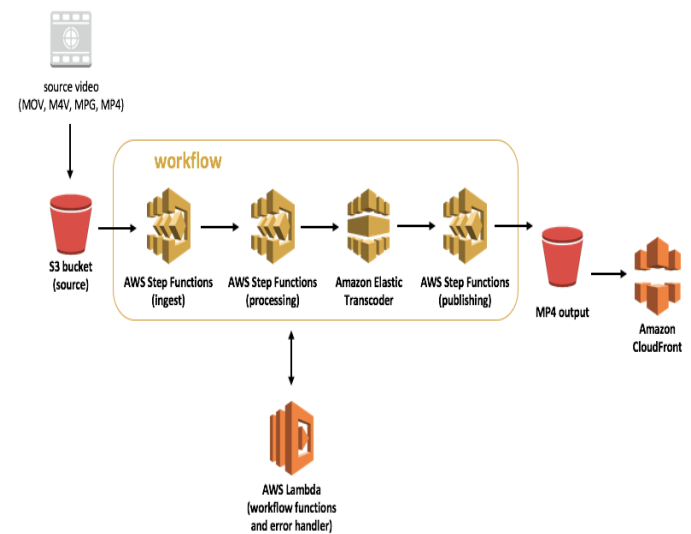 source video
(MOV, M4V, MPG, MP4)
workflow
S3 bucket
(source)
AWS Step Functions
(ingest)
AWS Step Functions
(processing)
Amazon Elastic
Transcoder
AWS Step Functions
(publishing)
MP4 output
Amazon
CloudFront
AWS Lambda
(workflow functions
and error handler)